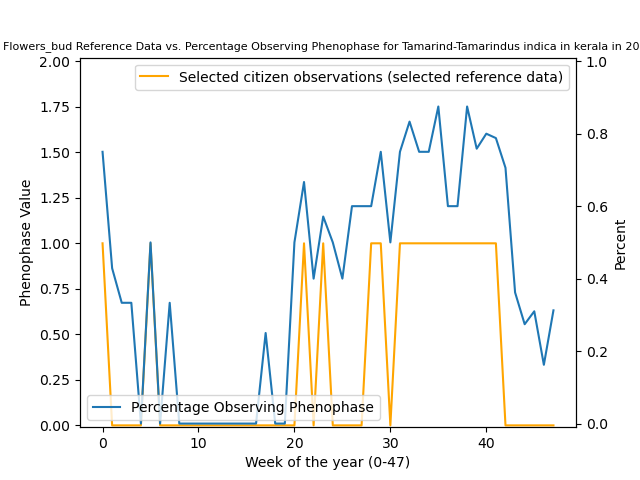 Flowers_bud Reference Data vs. Percentage Observing Phenophase for Tamarind-Tamarindus indica in kerala in 20
Selected citizen observations (selected reference data)
Percentage Observing Phenophase
Phenophase Value
2.00
1.75
1.50
1.25
1.00
0.75
0.50
0.25
0.00
Percent
1.0
0.8
0.6
0.4
0.2
0.0
0 10 20 30 40
Week of the year (0-47)